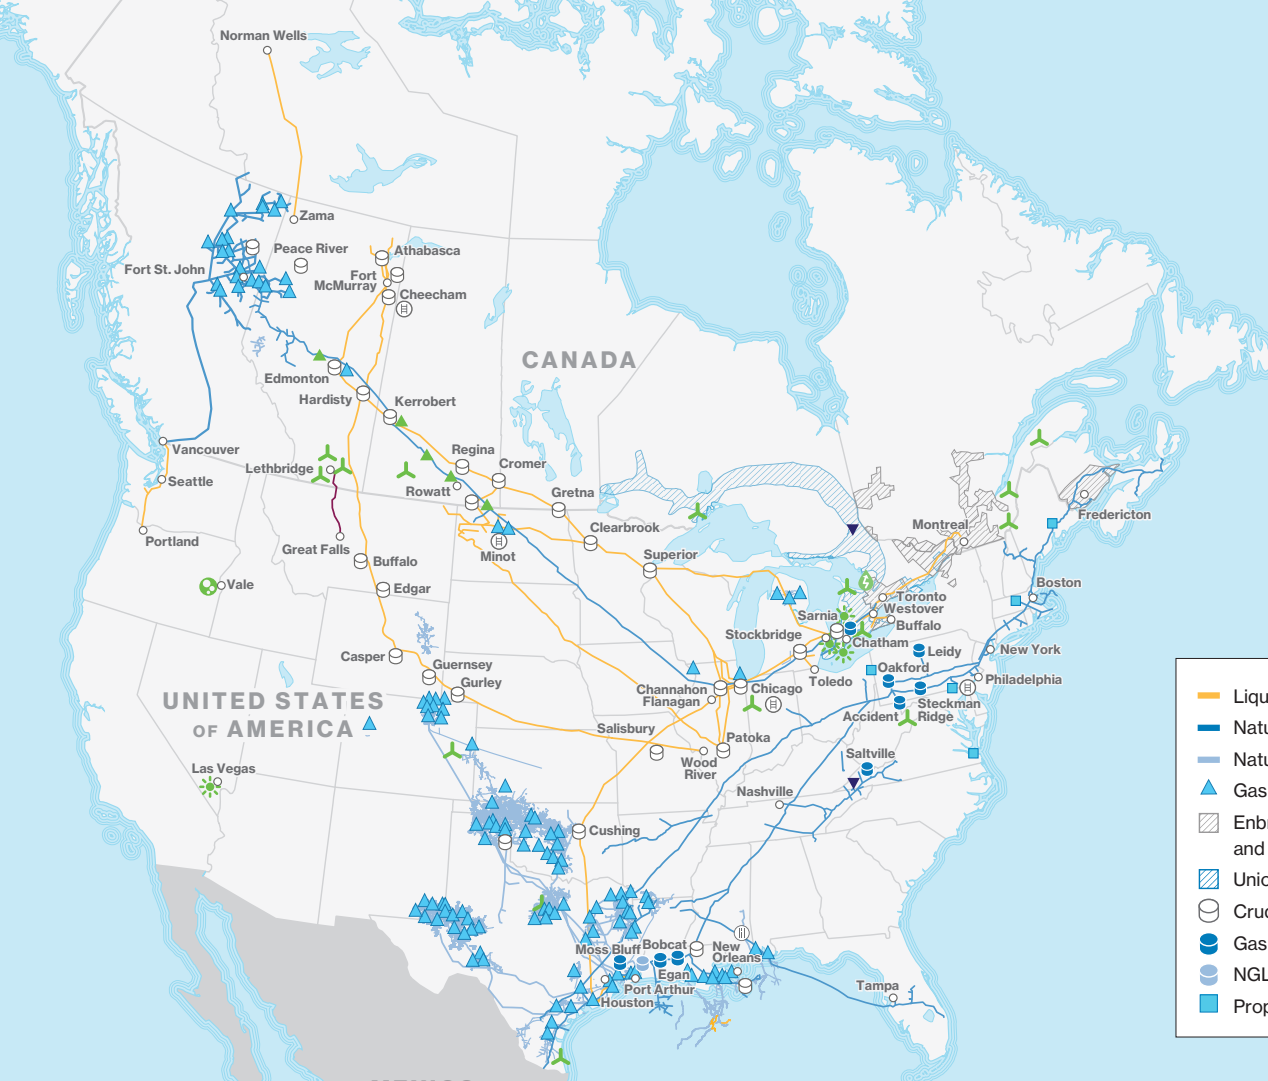 Norman Wells
Zama
Peace River
Athabasca
Fort St. John
Fort
McMurray
Cheecham
CANADA
Edmonton
Hardisty
Kerrobert
Vancouver
Regina
Cromer
Lethbridge
Seattle
Rowatt
Gretna
Fredericton
Montreal
Clearbrook
Portland
Great Falls
Minot
Superior
Buffalo
Boston
Vale
Edgar
Toronto
Westover
Sarnia
Buffalo
Stockbridge
Chatham
New York
Leidy
Casper
Guernsey
Oakford
Gurley
Toledo
Philadelphia
Channahon
Chicago
Flanagan
Steckman
Ridge
Accident
UNITED STATES
OF AMERICA
Salisbury
Patoka
Wood
River
Saltville
Las Vegas
Nashville
Cushing
Moss Bluff
Bobcat
New
Orleans
Egan
Port Arthur
Houston
Tampa
MEXICO
Liqu
Natu
Natu
Gas
Enbr
and
Unio
Cruc
Gas
NGL
Prop